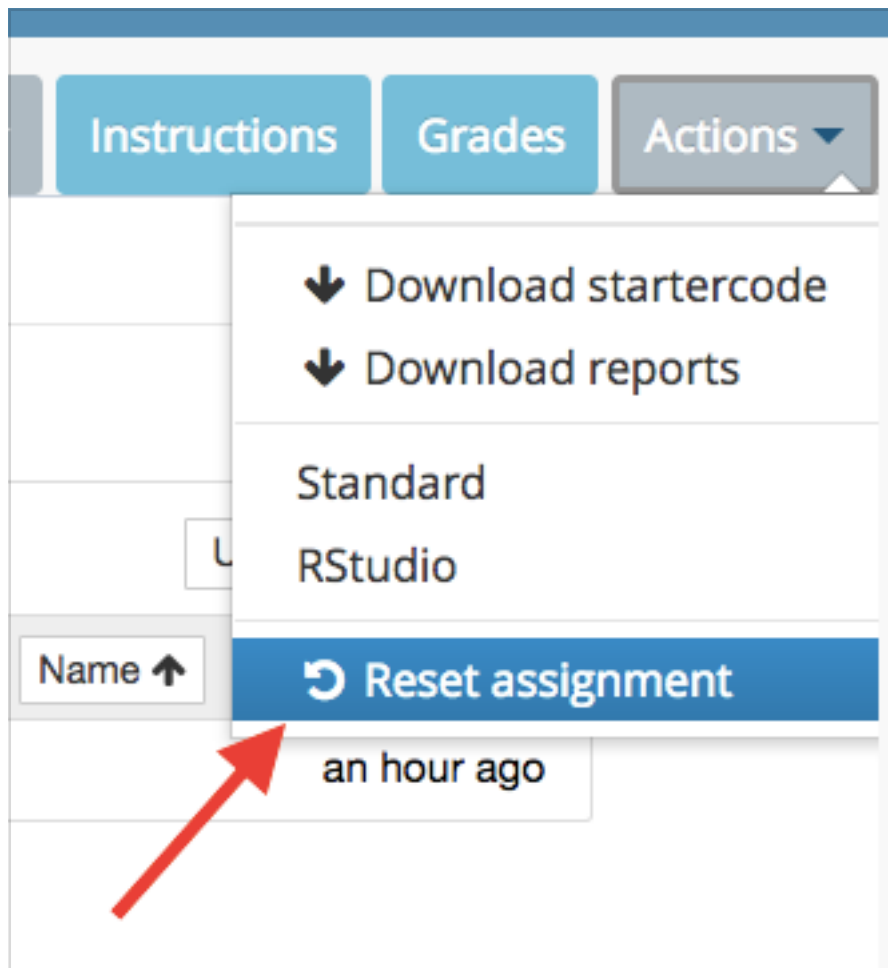 Instructions Grades Actions
Download startercode
Download reports
Standard
RStudio
U
Name
Reset assignment
an hour ago